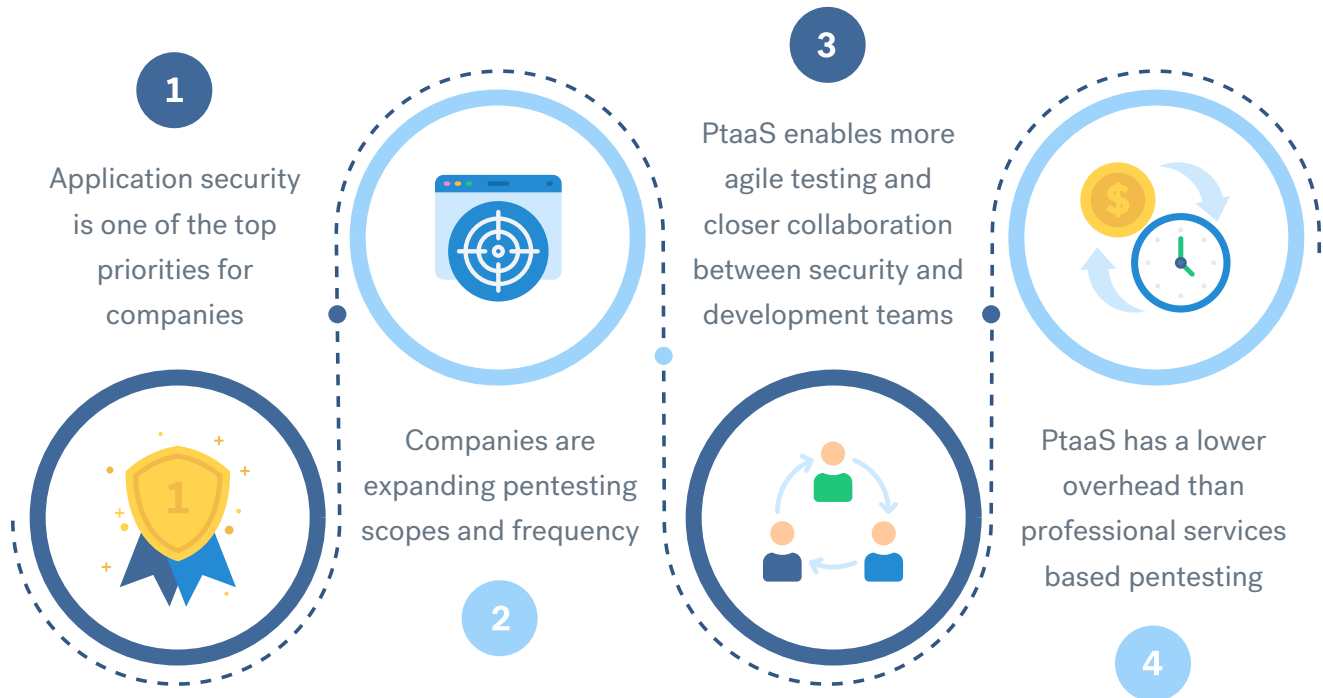 1
Application security
is one of the top
priorities for
companies
1
Companies are
expanding pentesting
scopes and frequency
2
3
PtaaS enables more
agile testing and
closer collaboration
between security and
development teams
$
PtaaS has a lower
overhead than
professional services
based pentesting
4